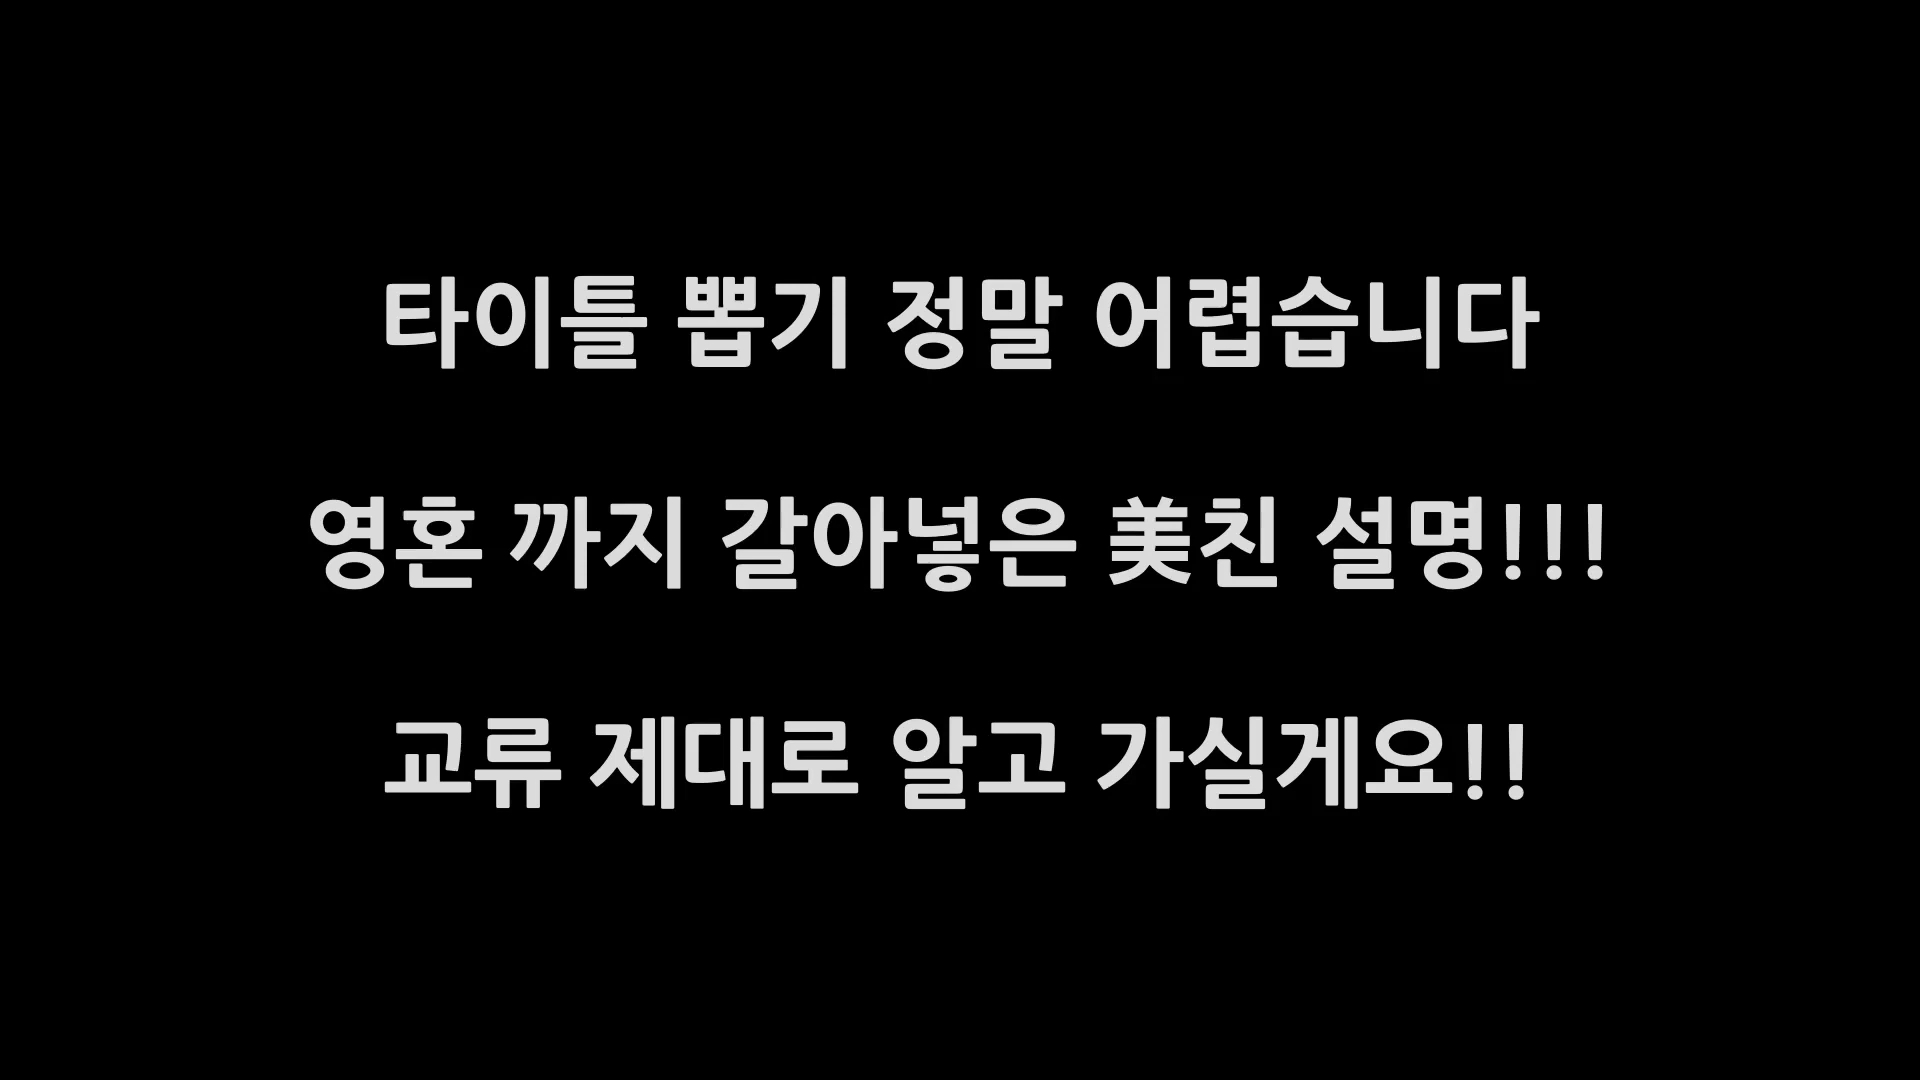 타이틀 뽑기 정말 어렵습니다
영혼 까지 갈아넣은 美친 설명!!!
교류 제대로 알고 가실게요!!